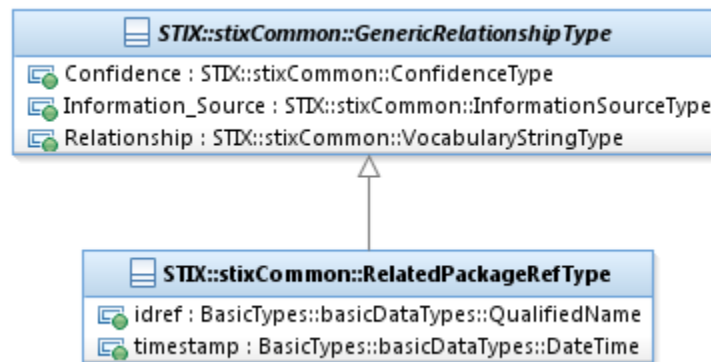 STIX::stixCommon::GenericRelationshipType
Confidence : STIX::stixCommon::ConfidenceType
Information_Source : STIX::stixCommon::InformationSourceType
Relationship : STIX::stixCommon::VocabularyStringType
STIX::stixCommon::RelatedPackageRefType
idref : BasicTypes::basicDataTypes::QualifiedName
timestamp : BasicTypes::basicDataTypes::DateTime